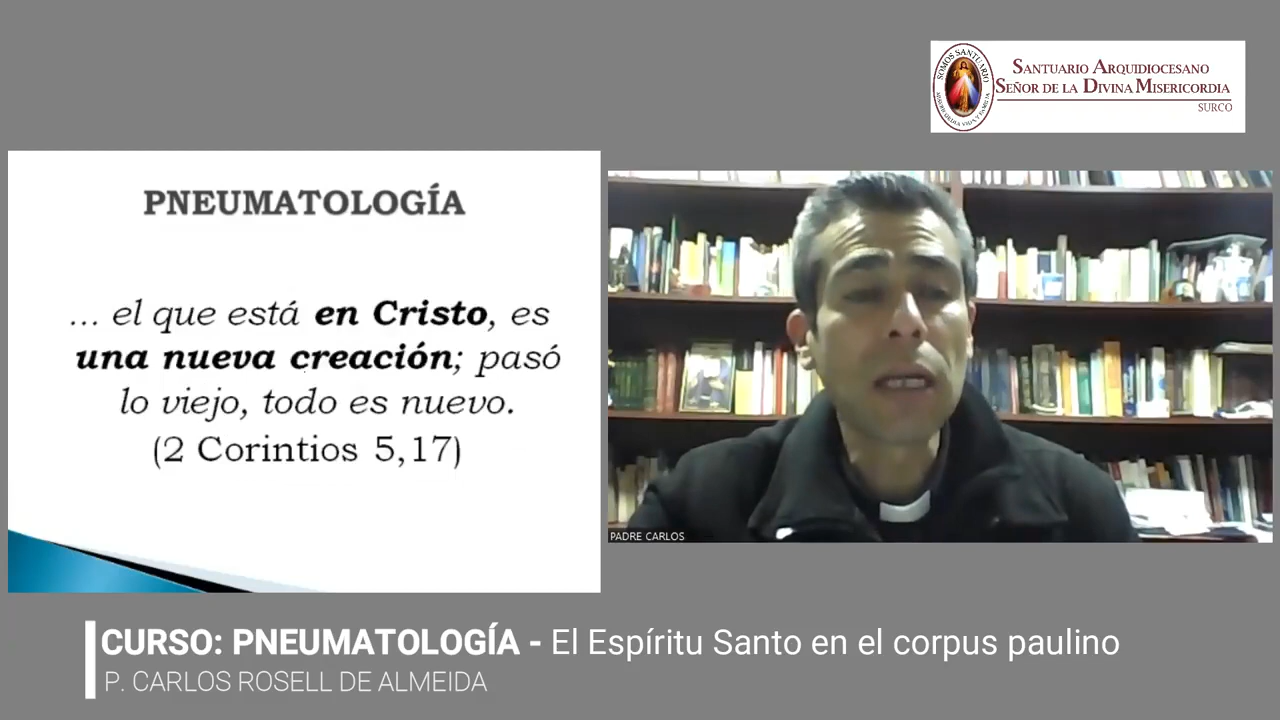 SOMOS SANTUARIO
SANTUARIO ARQUIDIOCESANO
SEÑOR DE LA DIVINA MISERICORDIA
SURCO
PNEUMATOLOGÍA
... el que está en Cristo, es
una nueva creación; pasó
lo viejo, todo es nuevo.
(2 Corintios 5,17)
PADRE CARLOS
CURSO: PNEUMATOLOGÍA - El Espíritu Santo en el corpus paulino
P. CARLOS ROSELL DE ALMEIDA